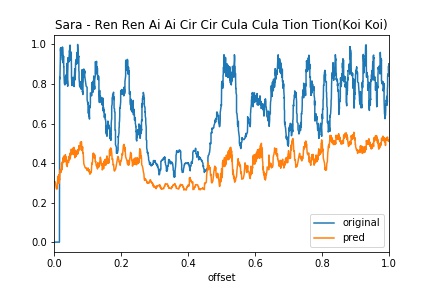 Sara - Ren Ren Ai Ai Cir Cir Cula Cula Tion Tion(Koi Koi)
1.0
0.8
0.6
0.4
0.2
0.0
original
pred
0.0 0.2 0.4 0.6 0.8 1.0
offset